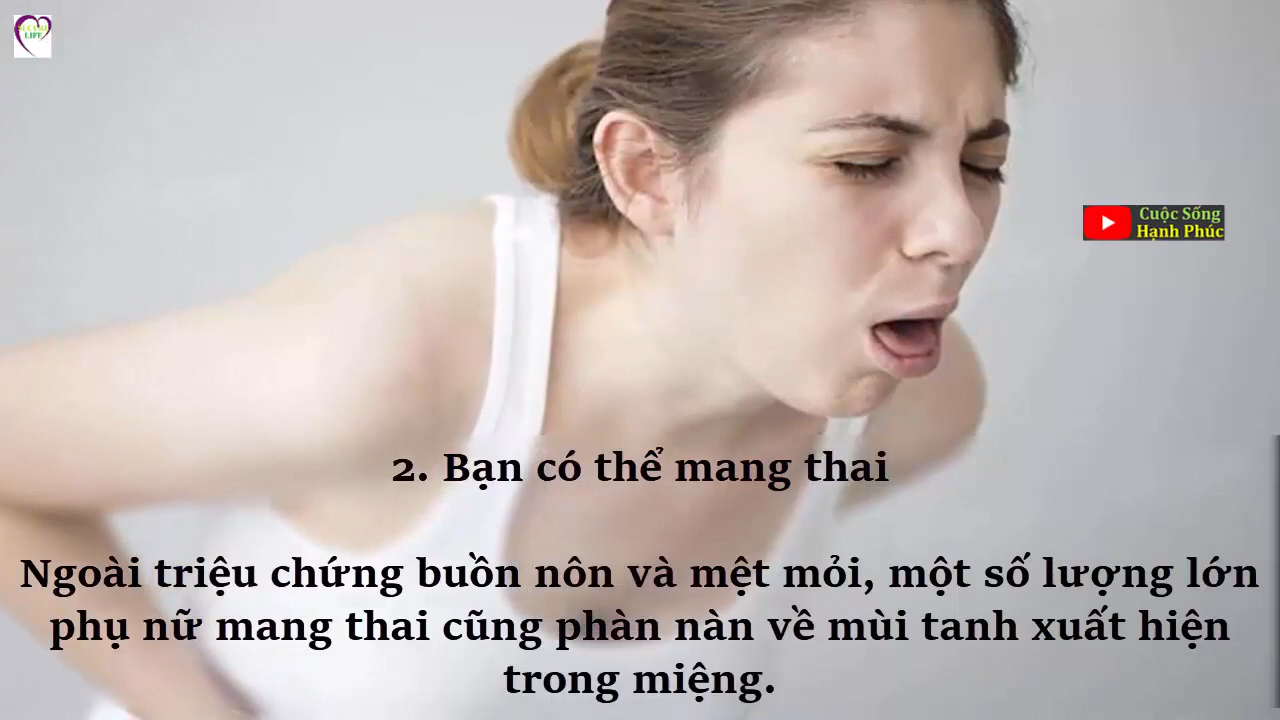 LIFE
Cuộc Sống
Hạnh Phúc
2. Bạn có thể mang thai
Ngoài triệu chứng buồn nôn và mệt mỏi, một số lượng lớn
phụ nữ mang thai cũng phàn nàn về mùi tanh xuất hiện
trong miệng.